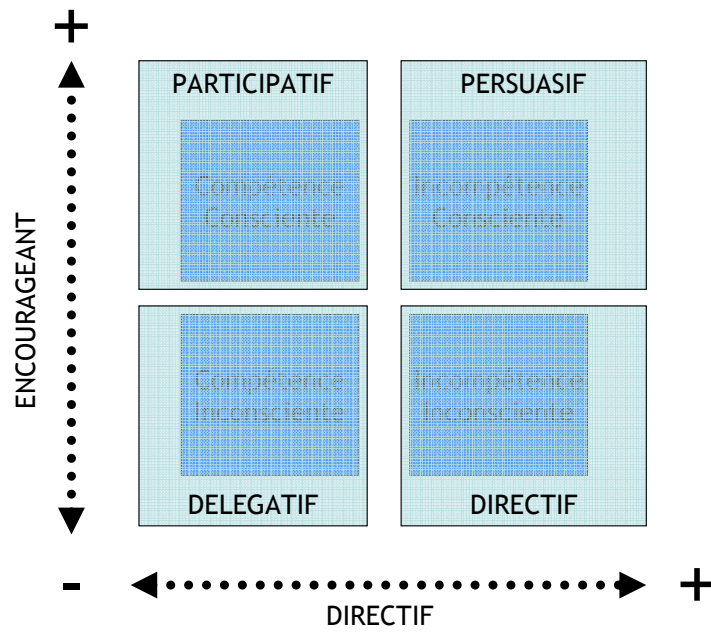 +
PARTICIPATIF
PERSUASIF
Compétence
Consciente
Incompétence
Consciente
ENCOURAGEANT
Compétence
Inconsciente
Incompétence
Inconsciente
DELEGATIF
DIRECTIF
-
+
DIRECTIF